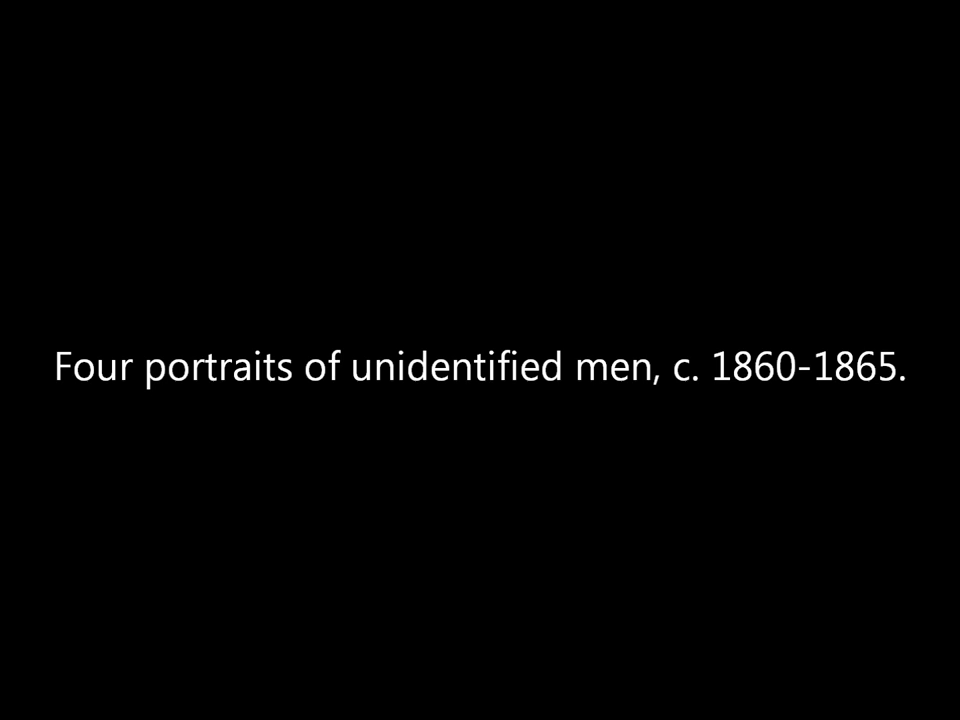 Four portraits of unidentified men, c. 1860-1865.